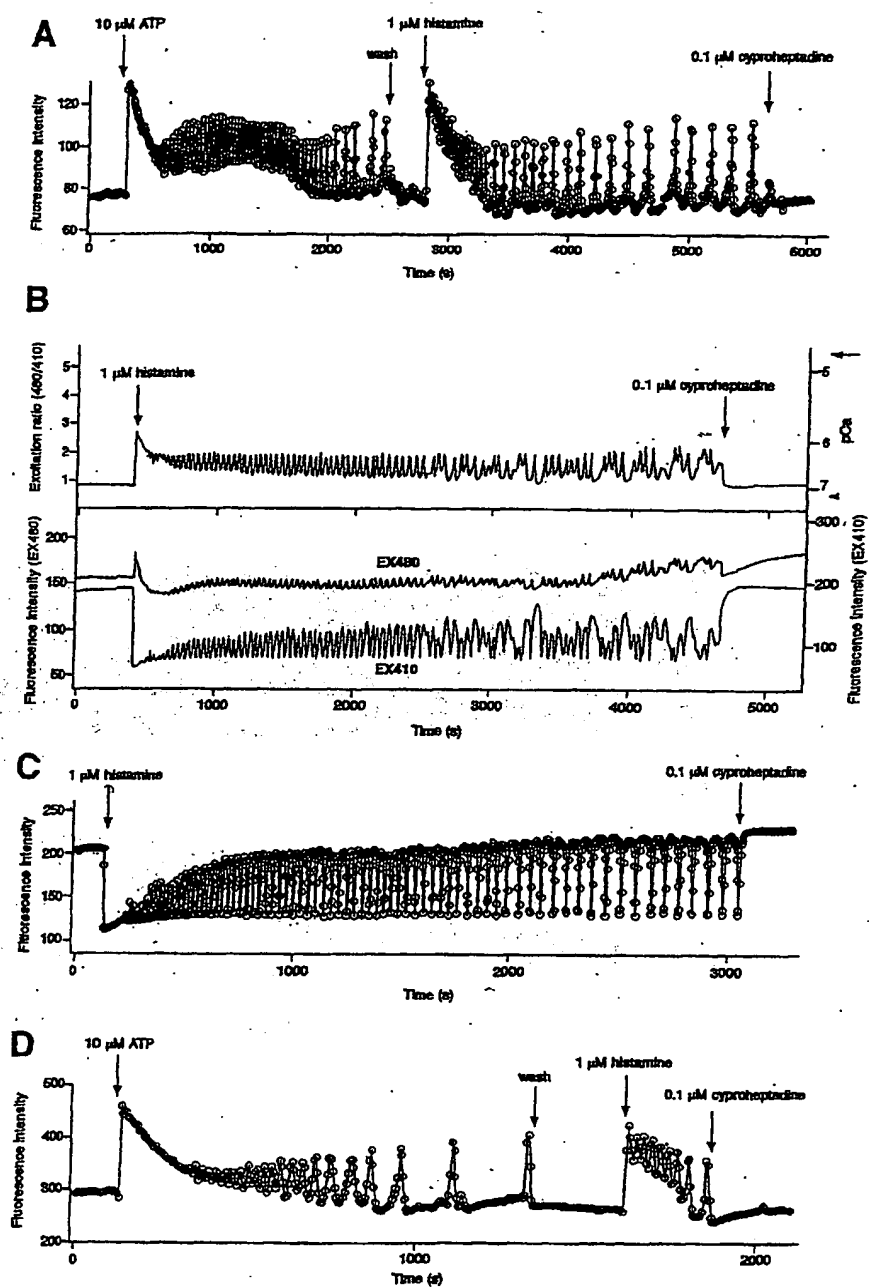 A
10 µM ATP
wash
1 µM histamine
0.1 µM cyproheptadine
Fluorescence Intensity
120
100
80
60
0
1000
2000
3000
4000
5000
6000
Time (s)
B
Excitation ratio (480/410)
5
4
3
2
1
1 µM histamine
0.1 µM cyproheptadine
5
6
7
pCa
Fluorescence Intensity (EX480)
200
150
100
50
EX480
EX410
300
200
100
Fluorescence Intensity (EX410)
0
1000
2000
3000
4000
5000
Time (s)
C
1 µM histamine
0.1 µM cyproheptadine
Fluorescence Intensity
250
200
150
100
0
1000
2000
3000
Time (s)
D
10 µM ATP
wash
1 µM histamine
0.1 µM cyproheptadine
Fluorescence Intensity
500
400
300
200
0
1000
2000
Time (s)